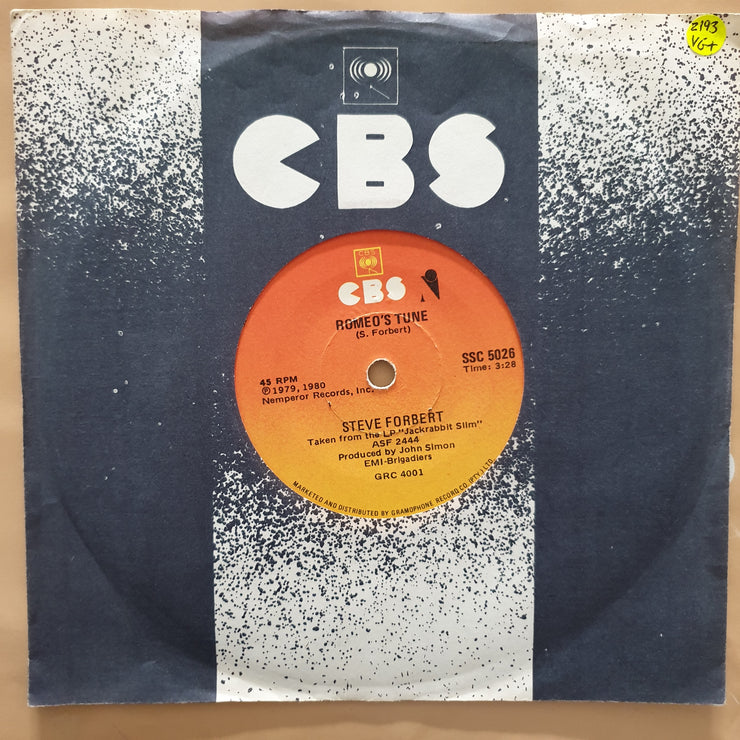 2193
VG+
CBS
CBS
CBS
ROMEO'S TUNE
(S. Forbert)
SSC 5026
Time: 3:28
45 RPM
℗ 1979, 1980
Nemperor Records, Inc.
STEVE FORBERT
Taken from the LP "Jackrabbit Slim"
ASF 2444
Produced by John Simon
EMI-Brigadiers
GRC 4001
MARKETED AND DISTRIBUTED BY GRAMOPHONE RECORD CO. (PTY.) LTD.